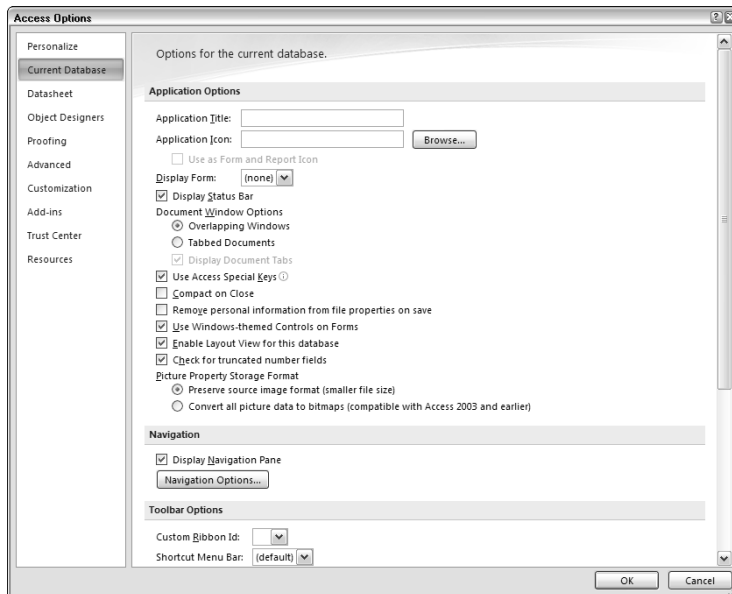 Access Options
Personalize
Current Database
Datasheet
Object Designers
Proofing
Advanced
Customization
Add-ins
Trust Center
Resources
Options for the current database.
Application Options
Application Title:
Application Icon:
Browse...
Use as Form and Report Icon
Display Form: (none)
Display Status Bar
Document Window Options
Overlapping Windows
Tabbed Documents
Display Document Tabs
Use Access Special Keys
Compact on Close
Remove personal information from file properties on save
Use Windows-themed Controls on Forms
Enable Layout View for this database
Check for truncated number fields
Picture Property Storage Format
Preserve source image format (smaller file size)
Convert all picture data to bitmaps (compatible with Access 2003 and earlier)
Navigation
Display Navigation Pane
Navigation Options...
Toolbar Options
Custom Ribbon Id:
Shortcut Menu Bar: (default)
OK Cancel